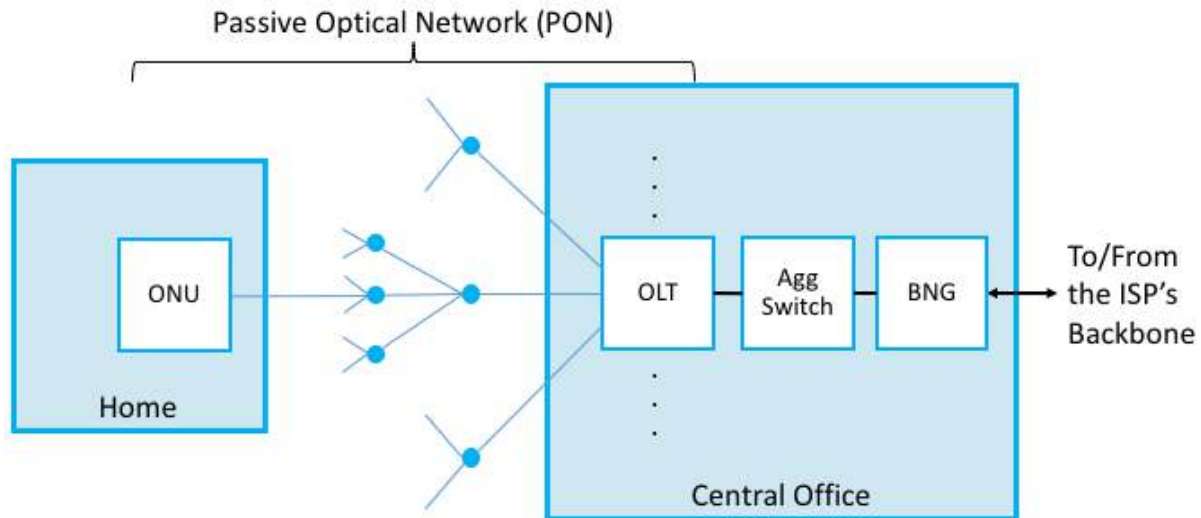 Passive Optical Network (PON)
ONU
Home
OLT
Agg
Switch
BNG
Central Office
To/From
the ISP's
Backbone